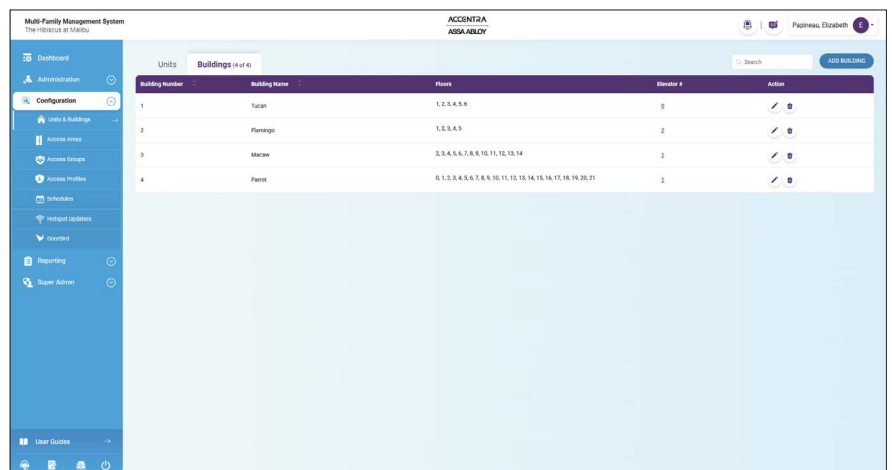 Multi-Family Management System
The Hibiscus at Malibu
ACCENTRA
ASSA ABLOY
Papineau, Elizabeth E
Dashboard
Administration
Configuration
Units & Buildings
Access Areas
Access Groups
Access Profiles
Schedules
Hotspot Updaters
DoorBird
Reporting
Super Admin
User Guides
Units Buildings (4 of 4)
Search ADD BUILDING
Building Number Building Name Floors Elevator # Action
1 Tucan 1, 2, 3, 4, 5, 6 0
2 Flamingo 1, 2, 3, 4, 5 2
3 Macaw 2, 3, 4, 5, 6, 7, 8, 9, 10, 11, 12, 13, 14 1
4 Parrot 0, 1, 2, 3, 4, 5, 6, 7, 8, 9, 10, 11, 12, 13, 14, 15, 16, 17, 18, 19, 20, 21 1